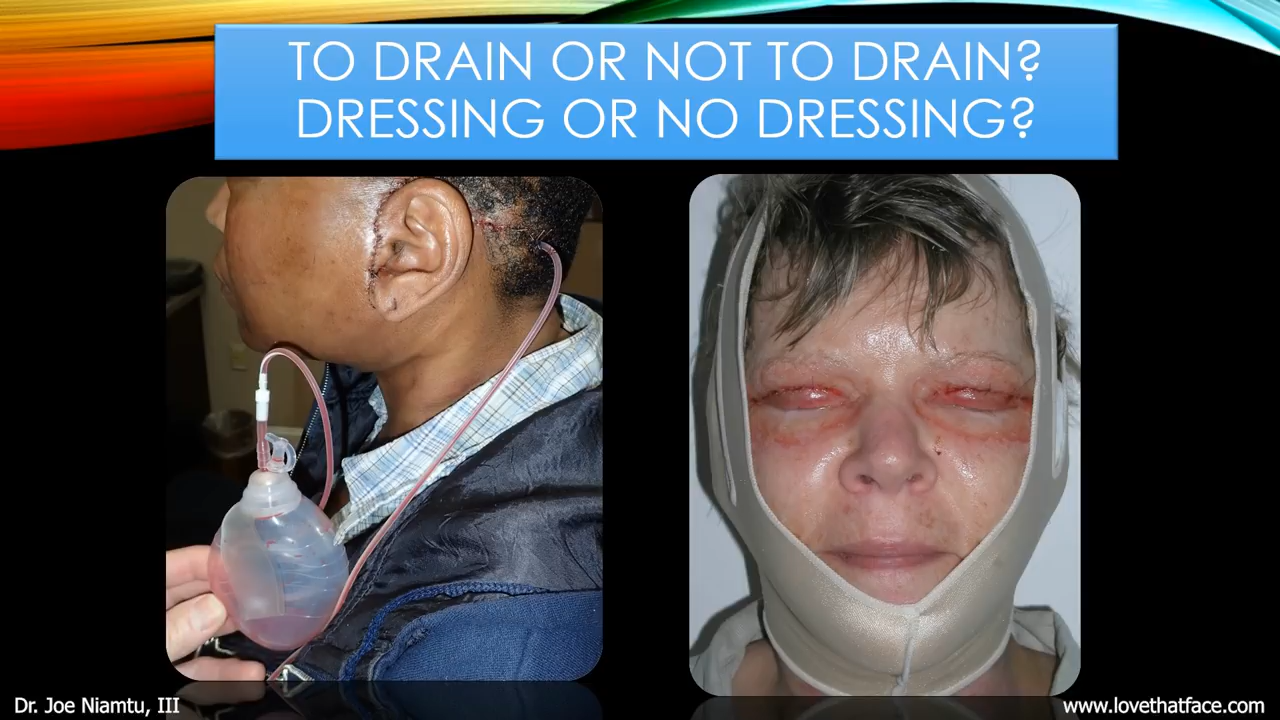 TO DRAIN OR NOT TO DRAIN?
DRESSING OR NO DRESSING?
Dr. Joe Niamtu, III
www.lovethatface.com